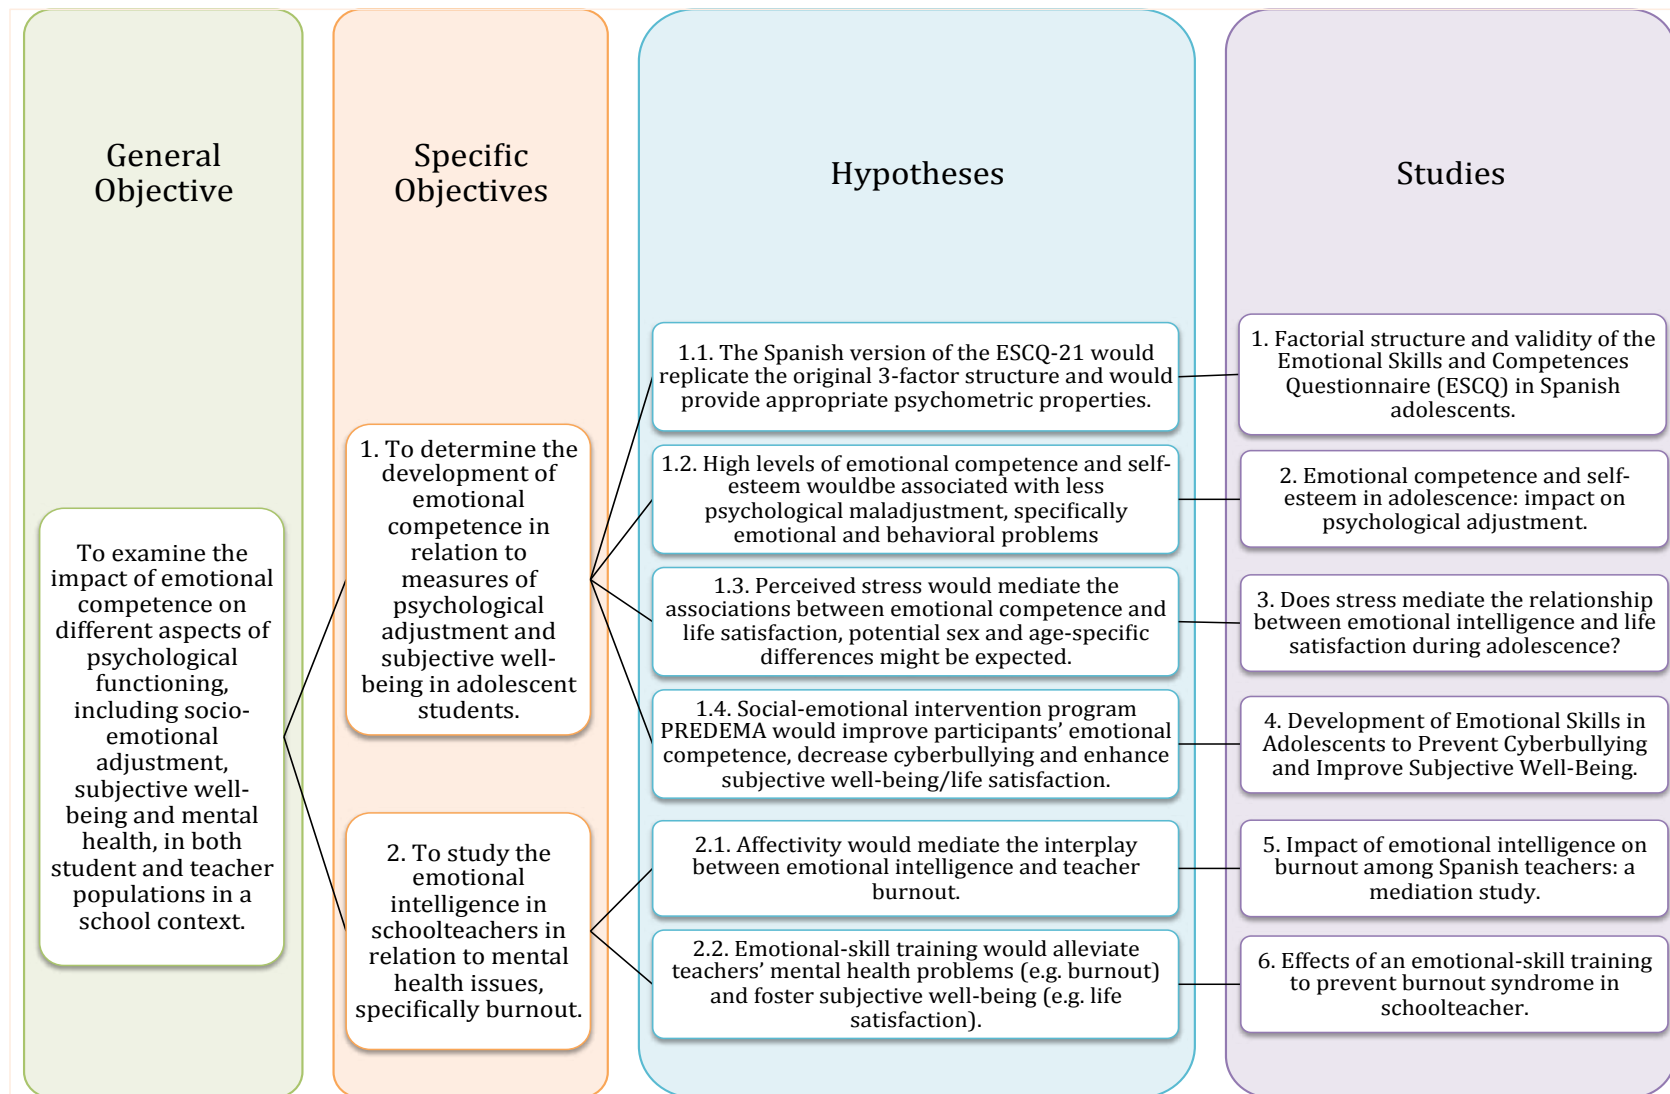 General
Objective
Specific
Objectives
Hypotheses
Studies
To examine the
impact of emotional
competence on
different aspects of
psychological
functioning,
including socio-
emotional
adjustment,
subjective well-
being and mental
health, in both
student and teacher
populations in a
school context.
1. To determine the
development of
emotional
competence in
relation to
measures of
psychological
adjustment and
subjective well-
being in adolescent
students.
2. To study the
emotional
intelligence in
schoolteachers in
relation to mental
health issues,
specifically burnout.
1.1. The Spanish version of the ESCQ-21 would
replicate the original 3-factor structure and would
provide appropriate psychometric properties.
1.2. High levels of emotional competence and self-
esteem wouldbe associated with less
psychological maladjustment, specifically
emotional and behavioral problems
1.3. Perceived stress would mediate the
associations between emotional competence and
life satisfaction, potential sex and age-specific
differences might be expected.
1.4. Social-emotional intervention program
PREDEMA would improve participants’ emotional
competence, decrease cyberbullying and enhance
subjective well-being/life satisfaction.
2.1. Affectivity would mediate the interplay
between emotional intelligence and teacher
burnout.
2.2. Emotional-skill training would alleviate
teachers’ mental health problems (e.g. burnout)
and foster subjective well-being (e.g. life
satisfaction).
1. Factorial structure and validity of the
Emotional Skills and Competences
Questionnaire (ESCQ) in Spanish
adolescents.
2. Emotional competence and self-
esteem in adolescence: impact on
psychological adjustment.
3. Does stress mediate the relationship
between emotional intelligence and life
satisfaction during adolescence?
4. Development of Emotional Skills in
Adolescents to Prevent Cyberbullying
and Improve Subjective Well-Being.
5. Impact of emotional intelligence on
burnout among Spanish teachers: a
mediation study.
6. Effects of an emotional-skill training
to prevent burnout syndrome in
schoolteacher.